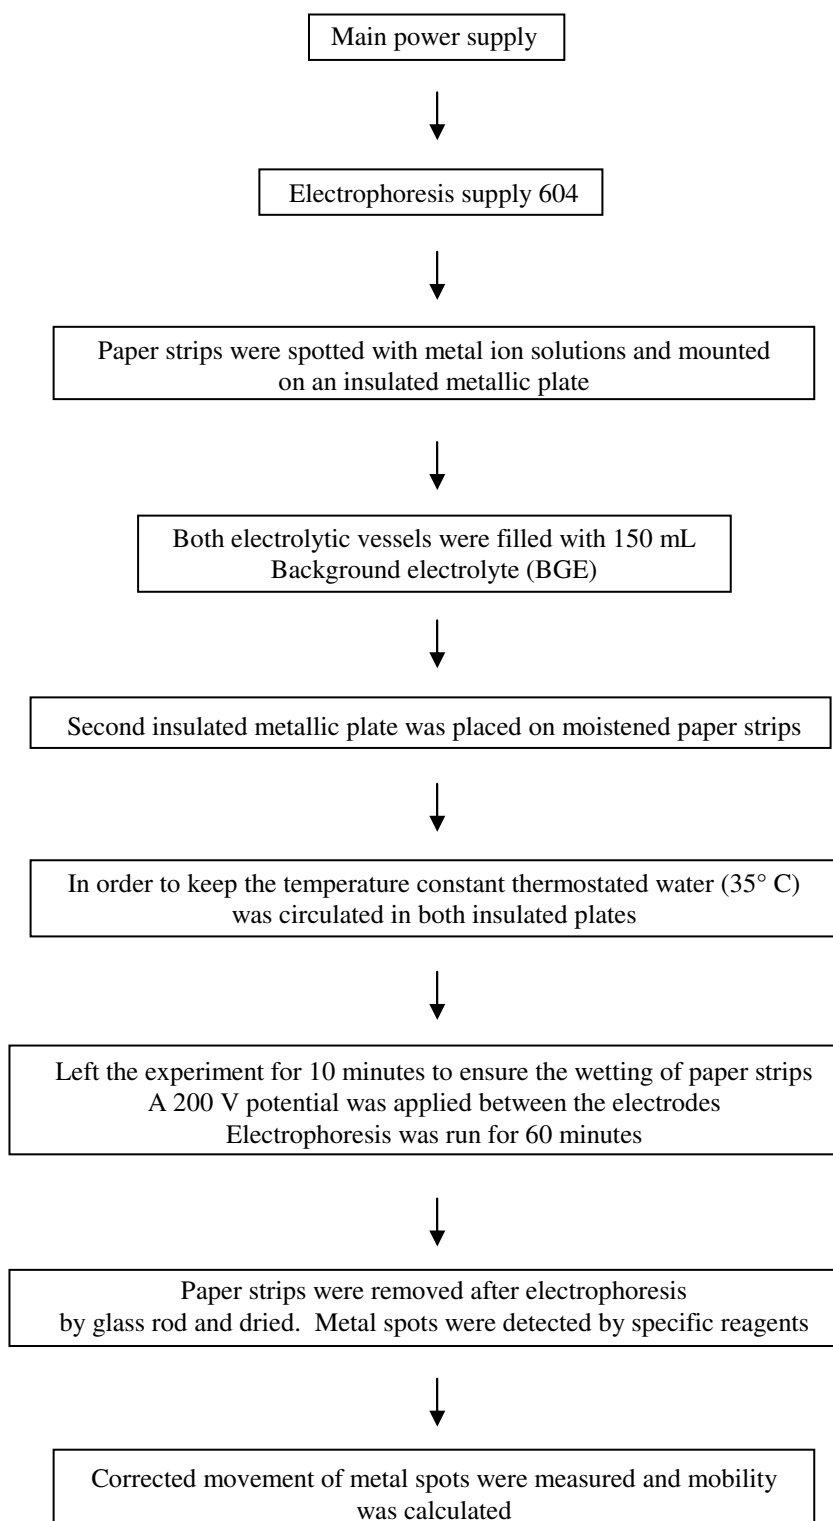 Main power supply
Electrophoresis supply 604
Paper strips were spotted with metal ion solutions and mounted
on an insulated metallic plate
Both electrolytic vessels were filled with 150 mL
Background electrolyte (BGE)
Second insulated metallic plate was placed on moistened paper strips
In order to keep the temperature constant thermostated water (35° C)
was circulated in both insulated plates
Left the experiment for 10 minutes to ensure the wetting of paper strips
A 200 V potential was applied between the electrodes
Electrophoresis was run for 60 minutes
Paper strips were removed after electrophoresis
by glass rod and dried.  Metal spots were detected by specific reagents
Corrected movement of metal spots were measured and mobility
was calculated